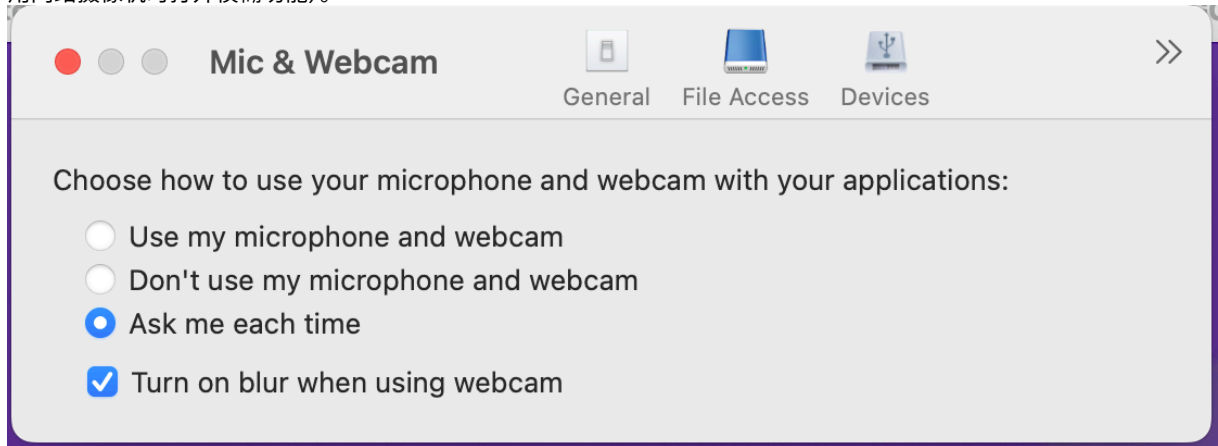 Mic & Webcam
General
File Access
Devices
Choose how to use your microphone and webcam with your applications:
Use my microphone and webcam
Don't use my microphone and webcam
Ask me each time
Turn on blur when using webcam